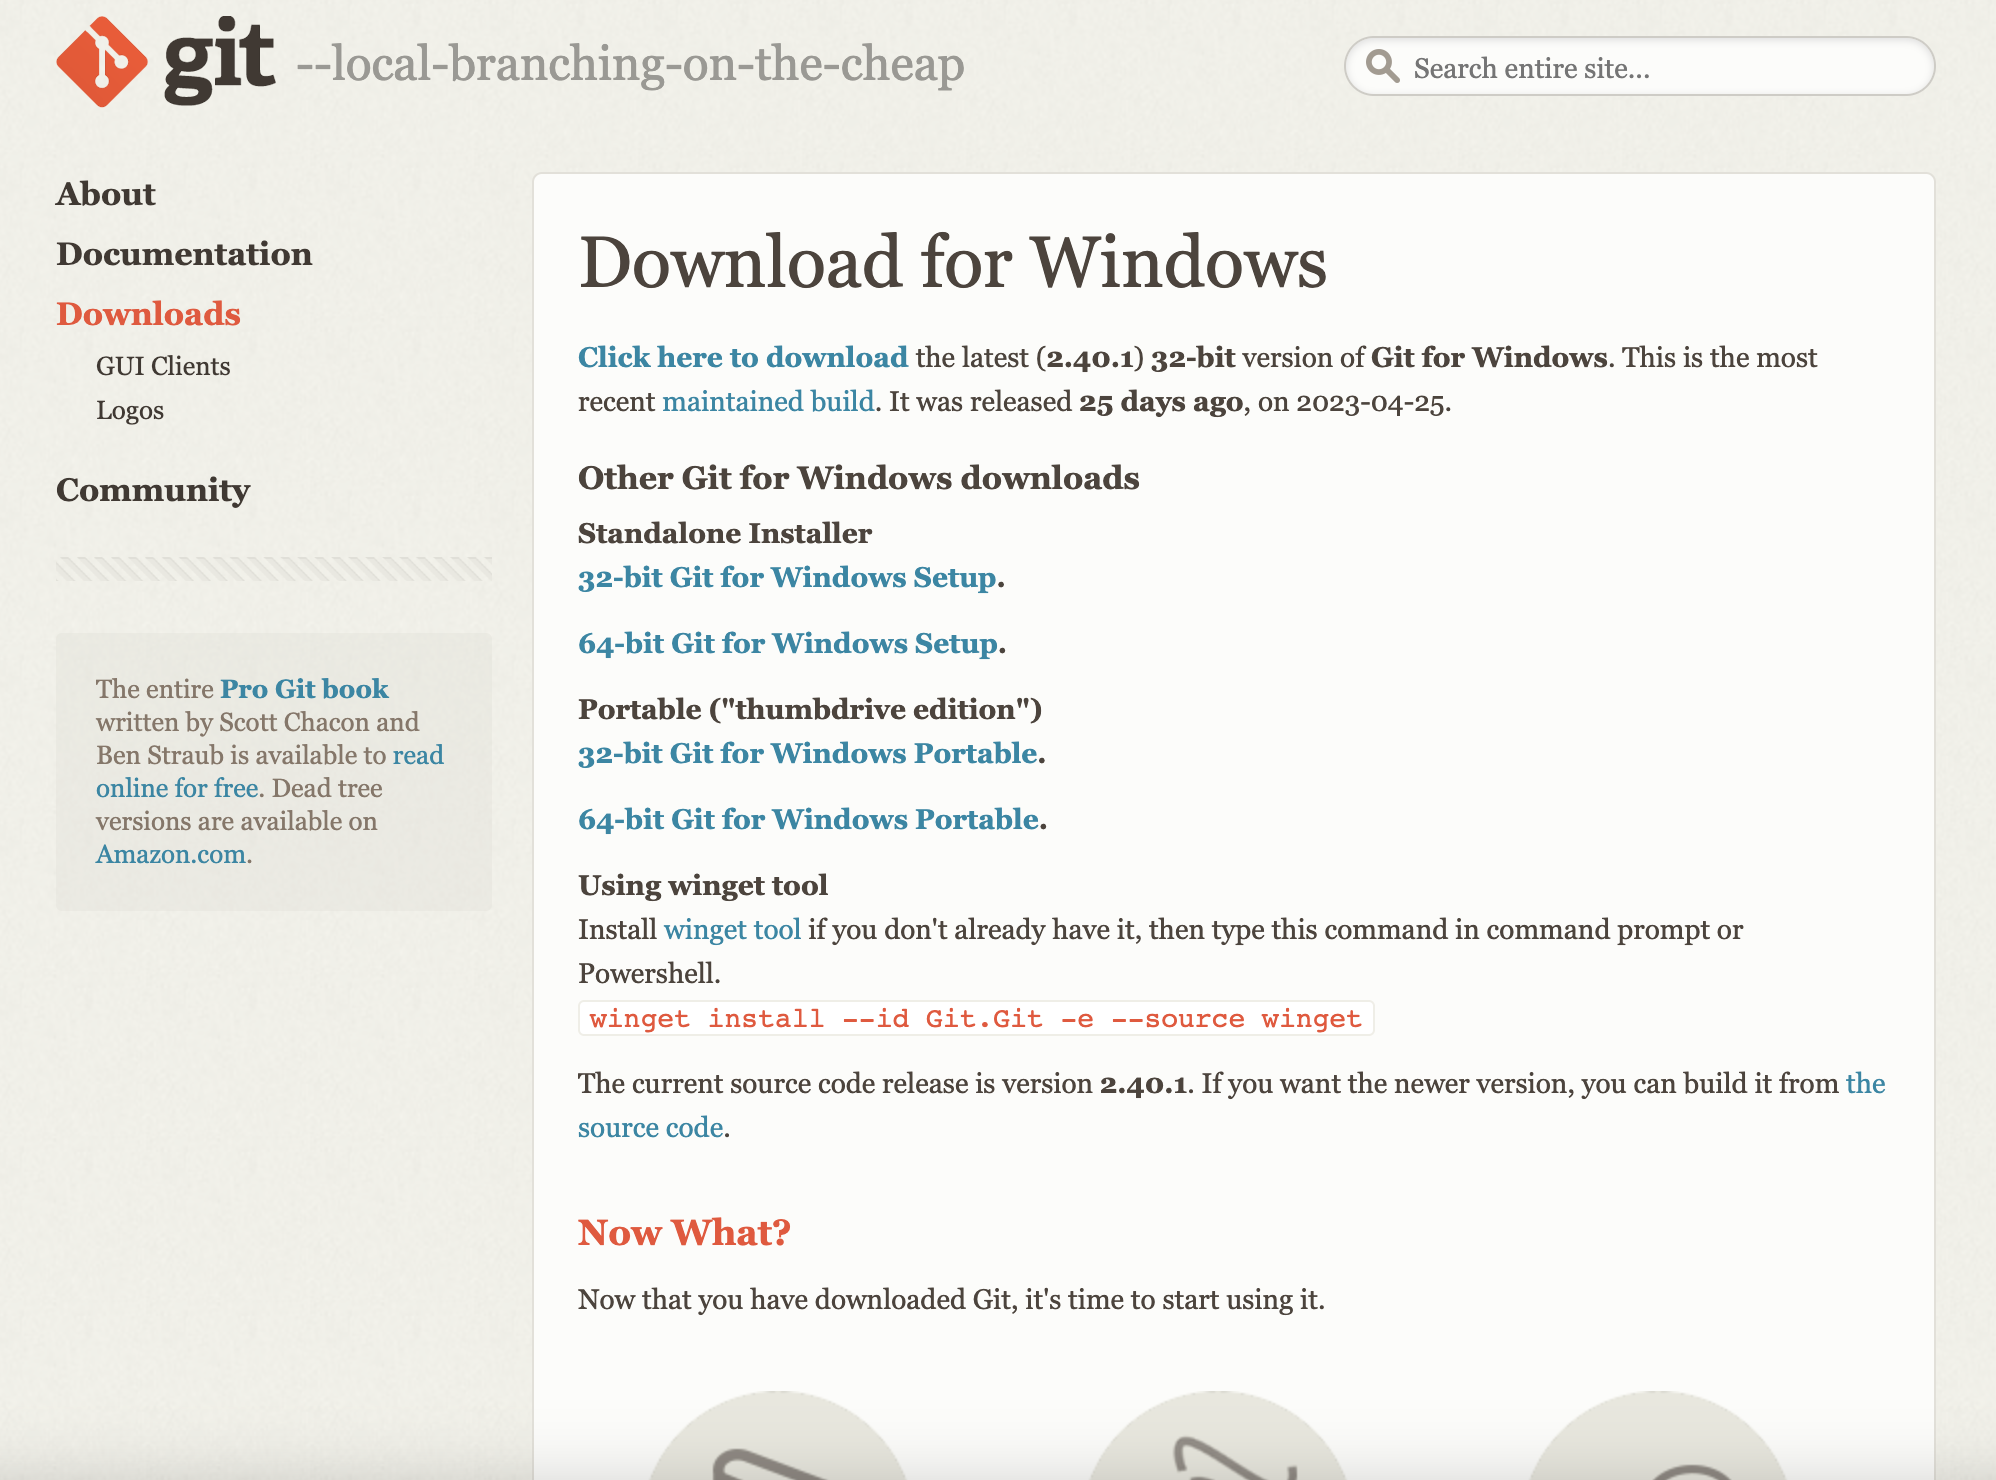 git --local-branching-on-the-cheap
Search entire site...
About
Documentation
Downloads
GUI Clients
Logos
Community
The entire Pro Git book
written by Scott Chacon and
Ben Straub is available to read
online for free. Dead tree
versions are available on
Amazon.com.
Download for Windows
Click here to download the latest (2.40.1) 32-bit version of Git for Windows. This is the most
recent maintained build. It was released 25 days ago, on 2023-04-25.
Other Git for Windows downloads
Standalone Installer
32-bit Git for Windows Setup.
64-bit Git for Windows Setup.
Portable ("thumbdrive edition")
32-bit Git for Windows Portable.
64-bit Git for Windows Portable.
Using winget tool
Install winget tool if you don't already have it, then type this command in command prompt or
Powershell.
winget install --id Git.Git -e --source winget
The current source code release is version 2.40.1. If you want the newer version, you can build it from the
source code.
Now What?
Now that you have downloaded Git, it's time to start using it.